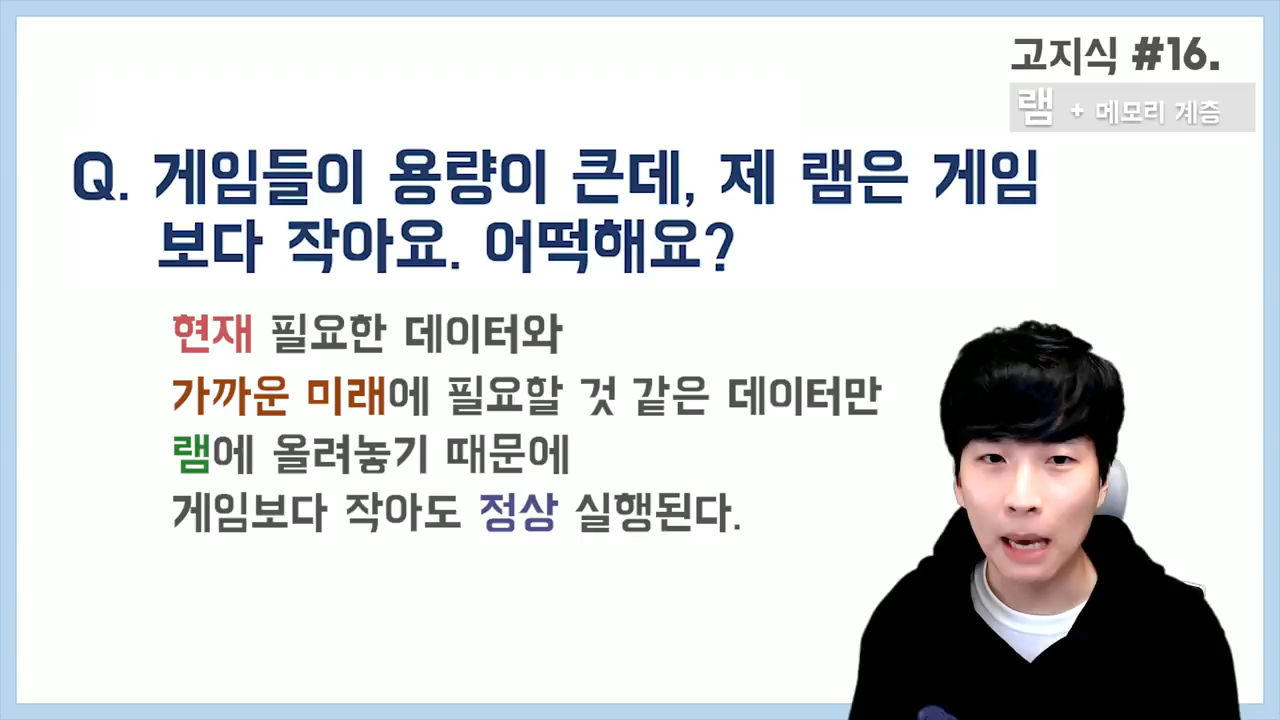 고지식 #16.
램 + 메모리 계층
Q. 게임들이 용량이 큰데, 제 램은 게임
보다 작아요. 어떡해요?
현재 필요한 데이터와
가까운 미래에 필요할 것 같은 데이터만
램에 올려놓기 때문에
게임보다 작아도 정상 실행된다.